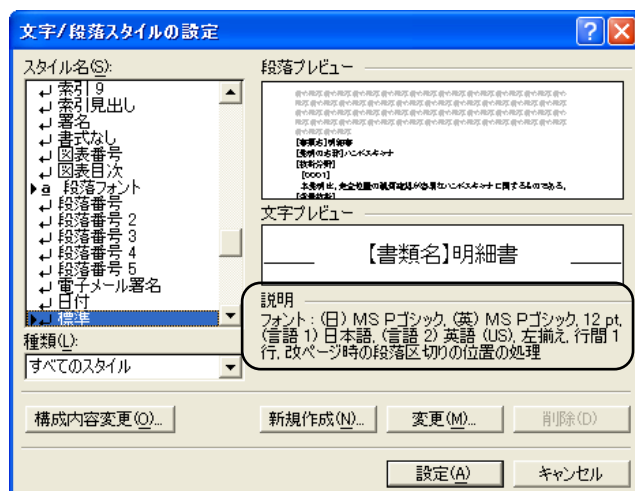 文字/段落スタイルの設定
スタイル名(S):
索引 9
索引見出し
署名
書式なし
図表番号
図表目次
a 段落フォント
段落番号
段落番号 2
段落番号 3
段落番号 4
段落番号 5
電子メール署名
日付
標準
種類(L):
すべてのスタイル
段落プレビュー
【書類名】明細書
【発明の名称】ハンドスキャナ
【技術分野】
【0001】
文字プレビュー
【書類名】明細書
説明
フォント : (日) MS Pゴシック, (英) MS Pゴシック, 12 pt,
(言語 1) 日本語, (言語 2) 英語 (US), 左揃え, 行間 1
行, 改ページ時の段落区切りの位置の処理
構成内容変更(O)...
新規作成(N)...
変更(M)...
削除(D)
設定(A)
キャンセル